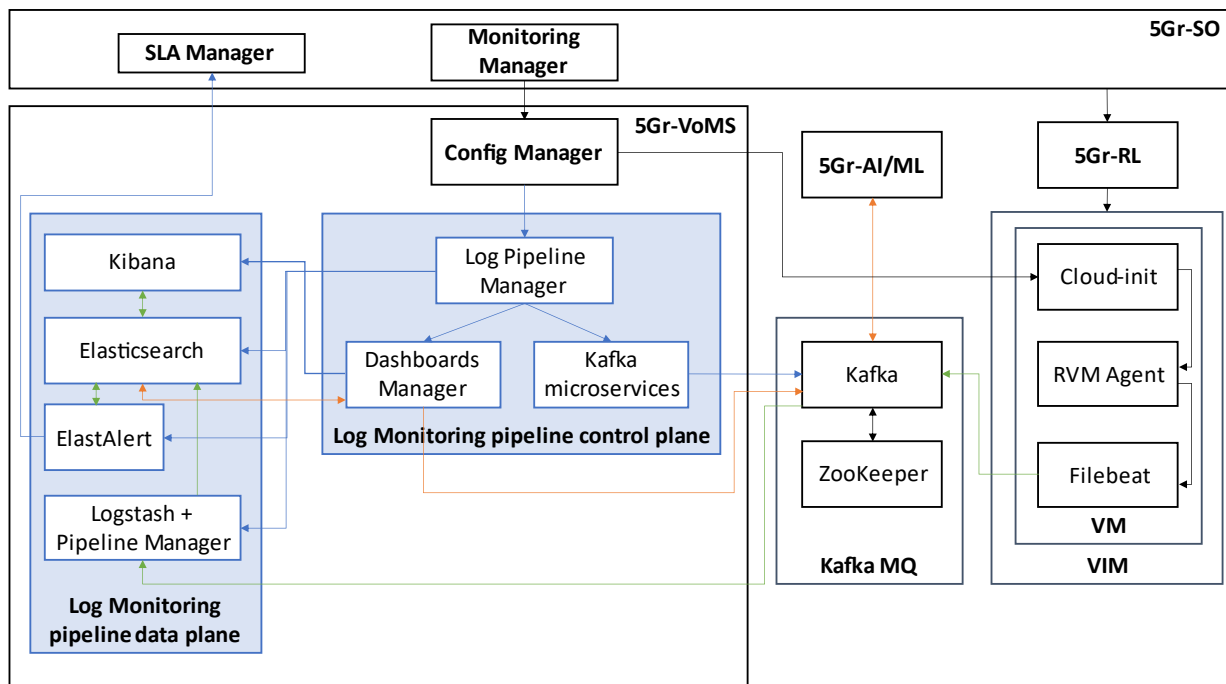 5Gr-SO
SLA Manager
Monitoring
Manager
5Gr-VoMS
Config Manager
5Gr-AI/ML
5Gr-RL
Kibana
Elasticsearch
ElastAlert
Logstash +
Pipeline Manager
Log Monitoring
pipeline data plane
Log Pipeline
Manager
Dashboards
Manager
Kafka
microservices
Log Monitoring pipeline control plane
Kafka
ZooKeeper
Kafka MQ
Cloud-init
RVM Agent
Filebeat
VM
VIM